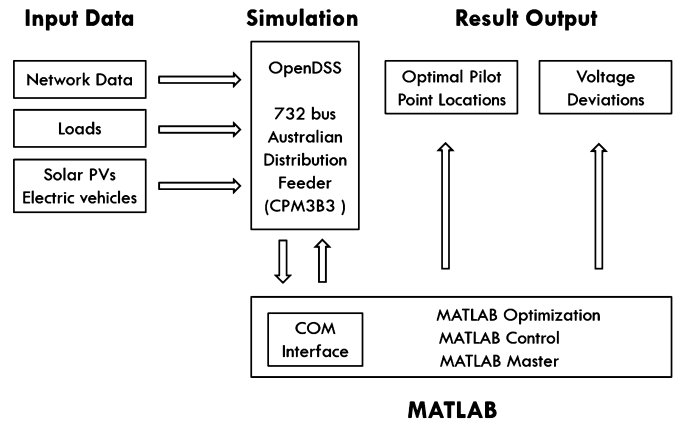 Input Data
Simulation
Result Output
Network Data
Loads
Solar PVs
Electric vehicles
OpenDSS
732 bus
Australian
Distribution
Feeder
(CPM3B3 )
Optimal Pilot
Point Locations
Voltage
Deviations
COM
Interface
MATLAB Optimization
MATLAB Control
MATLAB Master
MATLAB